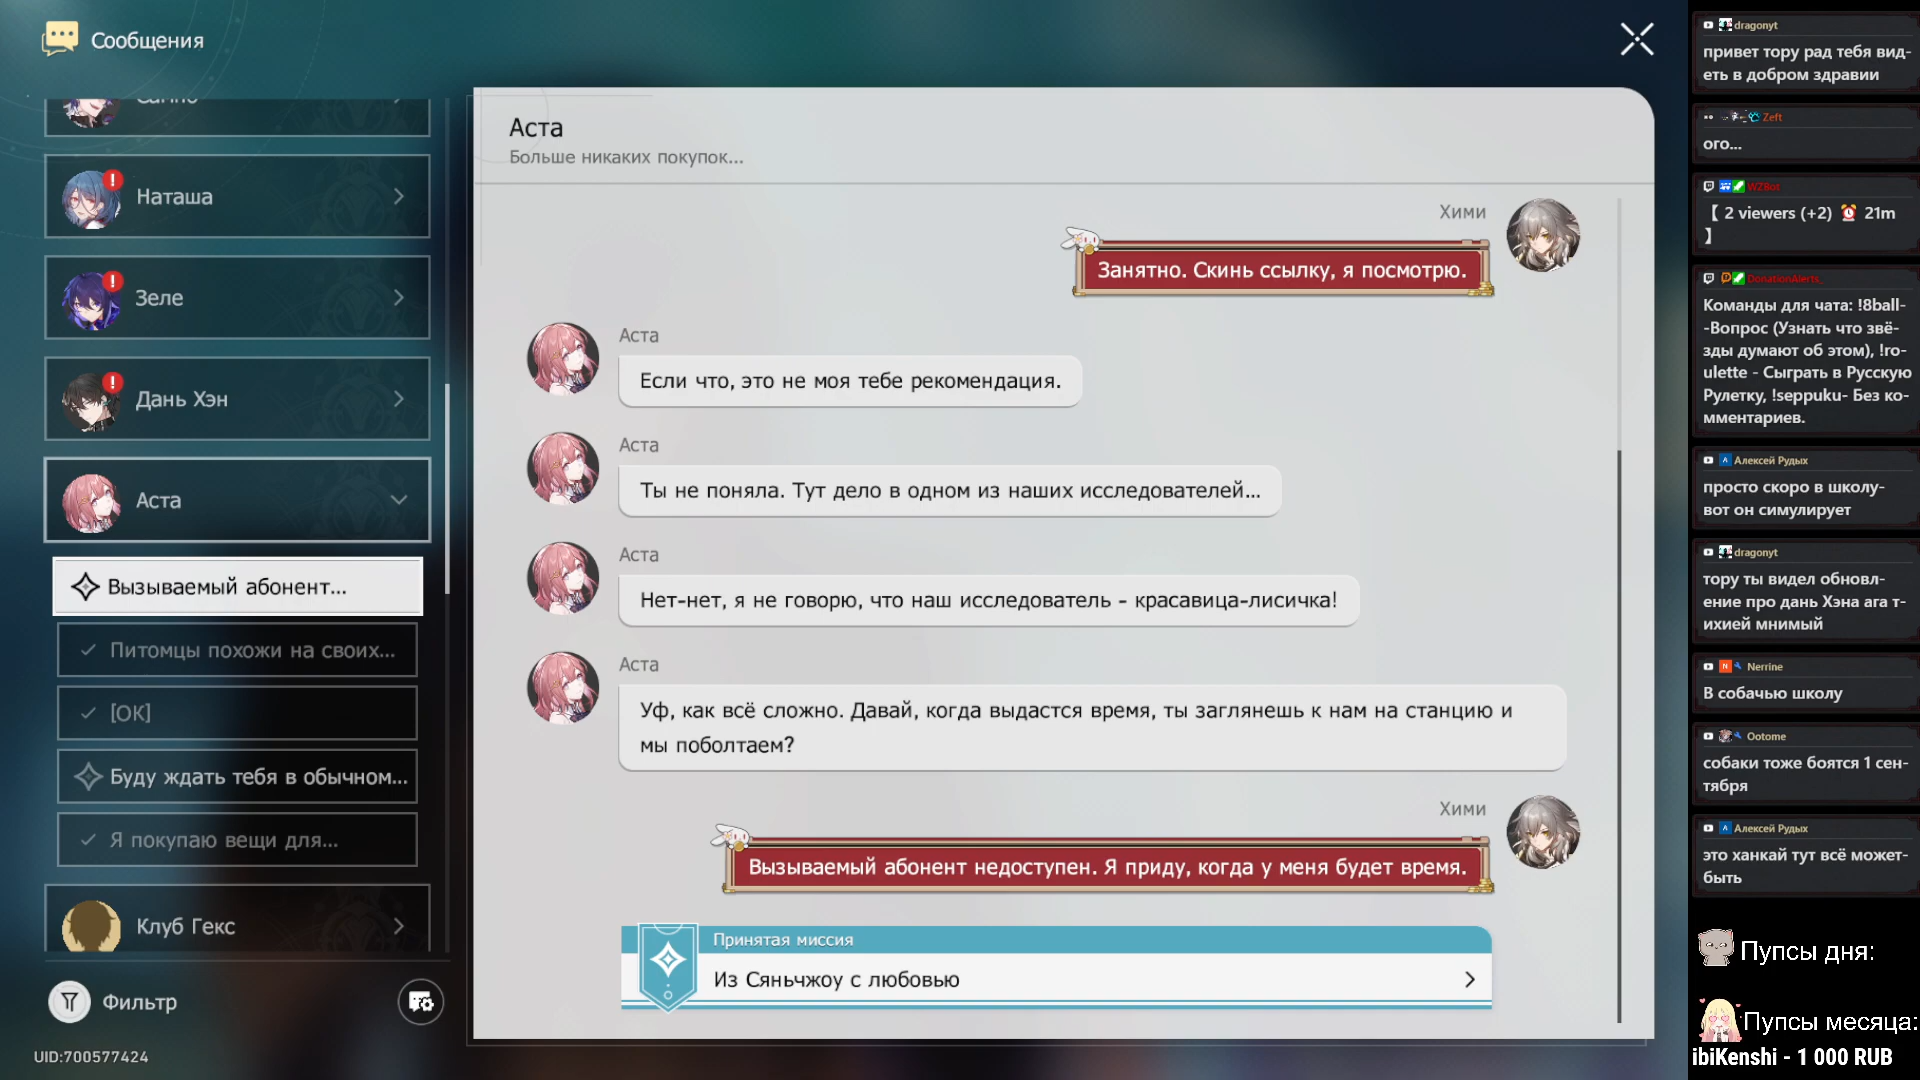 Сообщения
Наташа
Зеле
Дань Хэн
Аста
Вызываемый абонент...
Питомцы похожи на своих...
[ОК]
Буду ждать тебя в обычном...
Я покупаю вещи для...
Клуб Гекс
Фильтр
UID:700577424
Аста
Больше никаких покупок...
Хими
Занятно. Скинь ссылку, я посмотрю.
Аста
Если что, это не моя тебе рекомендация.
Аста
Ты не поняла. Тут дело в одном из наших исследователей...
Аста
Нет-нет, я не говорю, что наш исследователь - красавица-лисичка!
Аста
Уф, как всё сложно. Давай, когда выдастся время, ты заглянешь к нам на станцию и
мы поболтаем?
Хими
Вызываемый абонент недоступен. Я приду, когда у меня будет время.
Принятая миссия
Из Сяньчжоу с любовью
dragonyt
привет тору рад тебя вид-
еть в добром здравии
Zeft
ого...
WZBot
【 2 viewers (+2) ⏰ 21m
】
DonationAlerts_
Команды для чата: !8ball-
-Вопрос (Узнать что звё-
зды думают об этом), !ro-
ulette - Сыграть в Русскую
Рулетку, !seppuku- Без ко-
мментариев.
Алексей Рудых
просто скоро в школу-
вот он симулирует
dragonyt
тору ты видел обновл-
ение про дань Хэна ага т-
ихией мнимый
Nerrine
В собачью школу
Ootome
собаки тоже боятся 1 сен-
тября
Алексей Рудых
это ханкай тут всё может-
быть
Пупсы дня:
Пупсы месяца:
ibiKenshi - 1 000 RUB